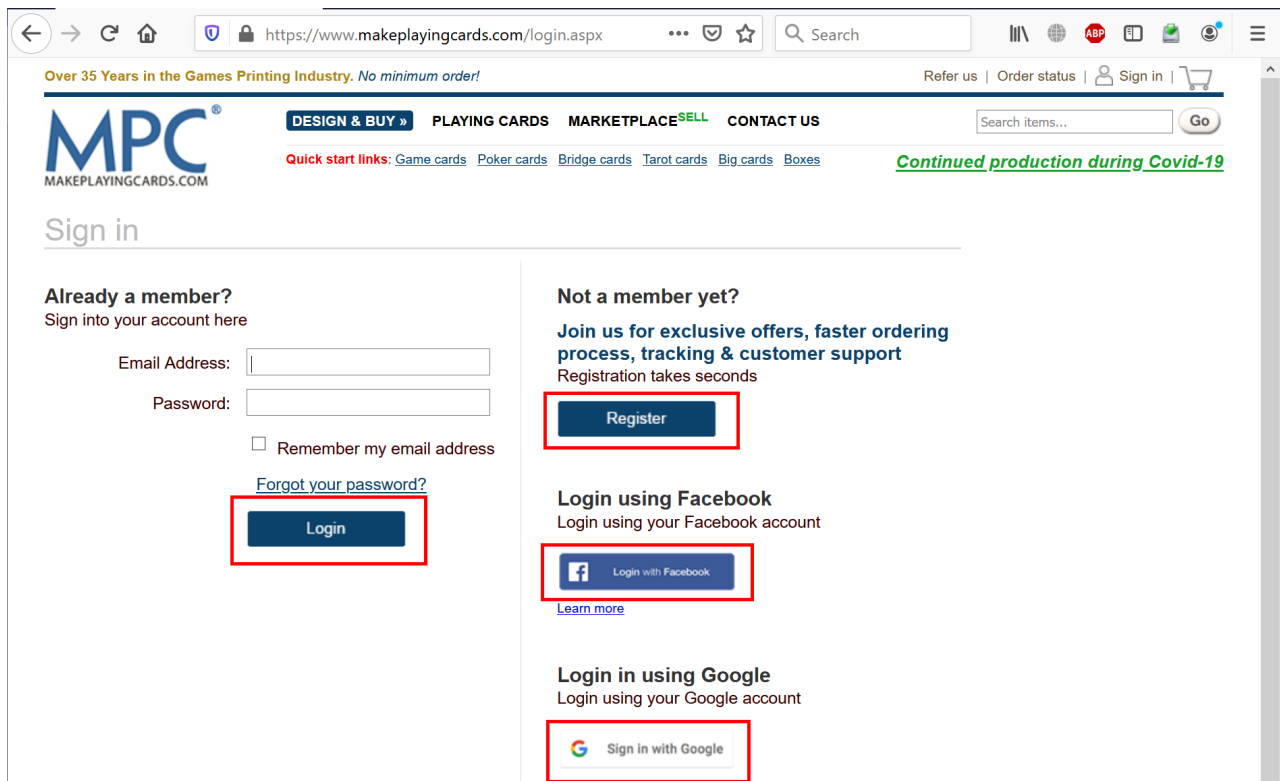 https://www.makeplayingcards.com/login.aspx
Search
ABP
Over 35 Years in the Games Printing Industry. No minimum order!
Refer us | Order status | Sign in |
MPC®
MAKEPLAYINGCARDS.COM
DESIGN & BUY » PLAYING CARDS MARKETPLACE SELL CONTACT US
Search items... Go
Quick start links: Game cards Poker cards Bridge cards Tarot cards Big cards Boxes
Continued production during Covid-19
Sign in
Already a member?
Sign into your account here
Email Address:
Password:
Remember my email address
Forgot your password?
Login
Not a member yet?
Join us for exclusive offers, faster ordering
process, tracking & customer support
Registration takes seconds
Register
Login using Facebook
Login using your Facebook account
Login with Facebook
Learn more
Login in using Google
Login using your Google account
Sign in with Google